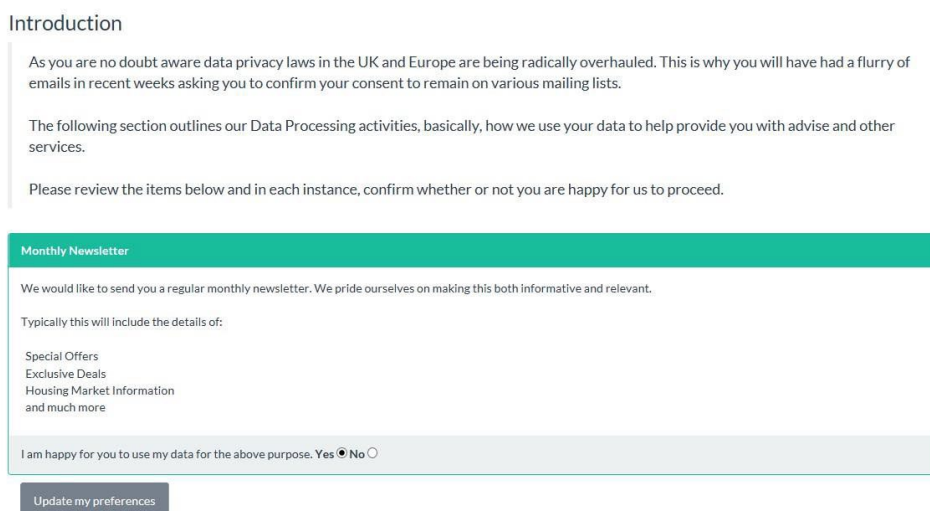 Introduction
As you are no doubt aware data privacy laws in the UK and Europe are being radically overhauled. This is why you will have had a flurry of
emails in recent weeks asking you to confirm your consent to remain on various mailing lists.
The following section outlines our Data Processing activities, basically, how we use your data to help provide you with advise and other
services.
Please review the items below and in each instance, confirm whether or not you are happy for us to proceed.
Monthly Newsletter
We would like to send you a regular monthly newsletter. We pride ourselves on making this both informative and relevant.
Typically this will include the details of:
Special Offers
Exclusive Deals
Housing Market Information
and much more
I am happy for you to use my data for the above purpose. Yes No
Update my preferences